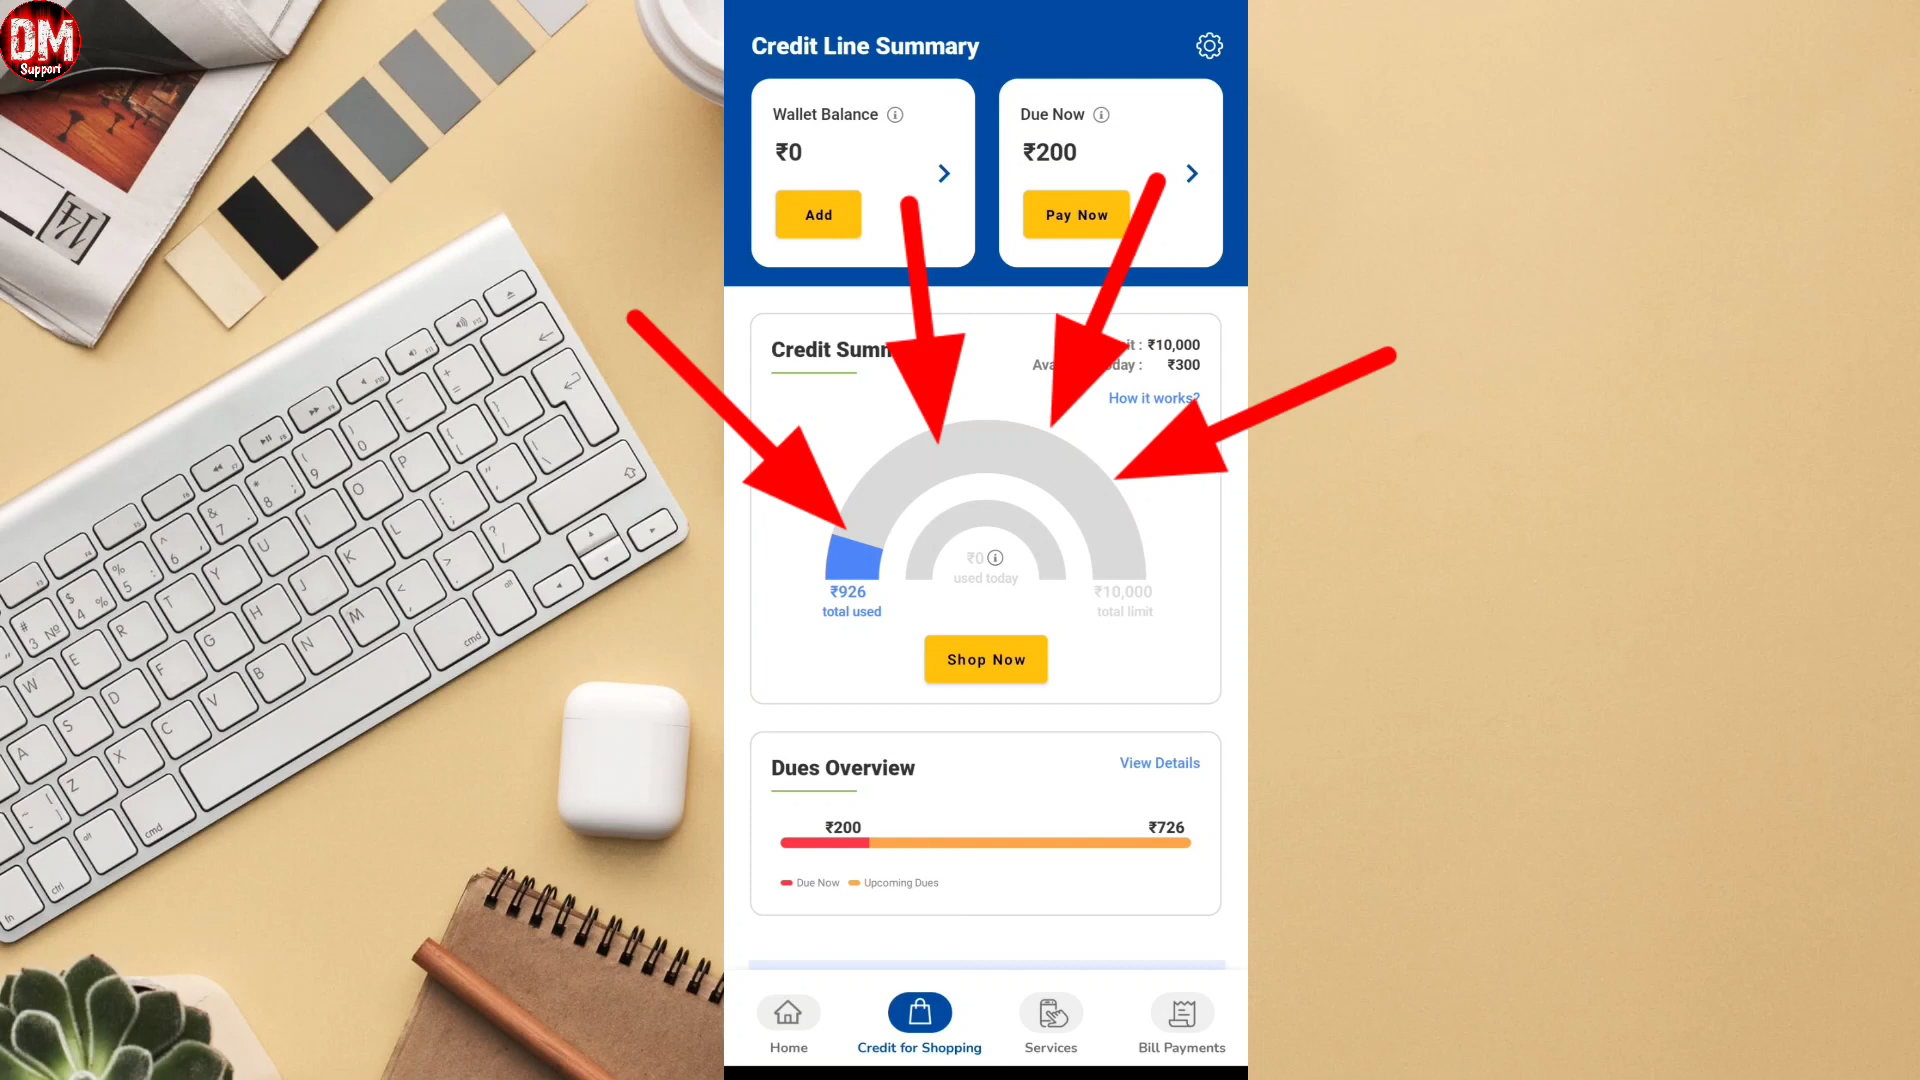 DM
Support
Credit Line Summary
Wallet Balance
₹0
Add
Due Now
₹200
Pay Now
Credit Summ
it : ₹10,000
Ava day : ₹300
How it works?
₹0
used today
₹926
total used
₹10,000
total limit
Shop Now
Dues Overview
View Details
₹200
₹726
Due Now
Upcoming Dues
Home
Credit for Shopping
Services
Bill Payments